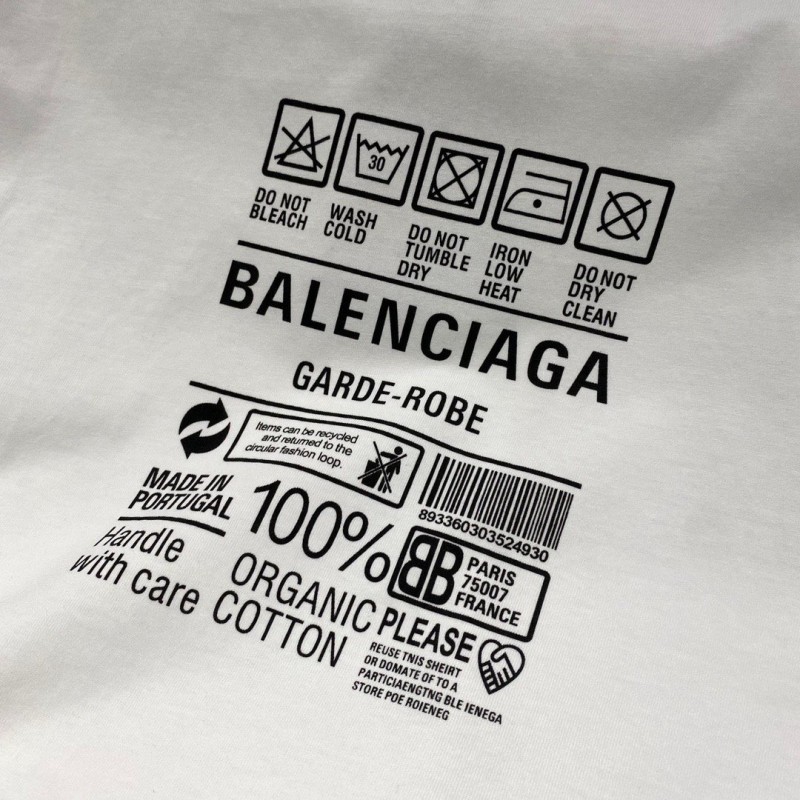 30
DO NOT
BLEACH
WASH
COLD
DO NOT
TUMBLE
DRY
IRON
LOW
HEAT
DO NOT
DRY
CLEAN
BALENCIAGA
GARDE-ROBE
Items can be recycled
and returned to the
circular fashion loop.
893360303524930
MADE IN
PORTUGAL
Handle
with care
100%
ORGANIC
COTTON
BB
PARIS
75007
FRANCE
PLEASE
REUSE TNIS SHEIRT
OR DOMATE OF TO A
PARTICIAENGTNG BLE IENEGA
STORE POE ROIENEG